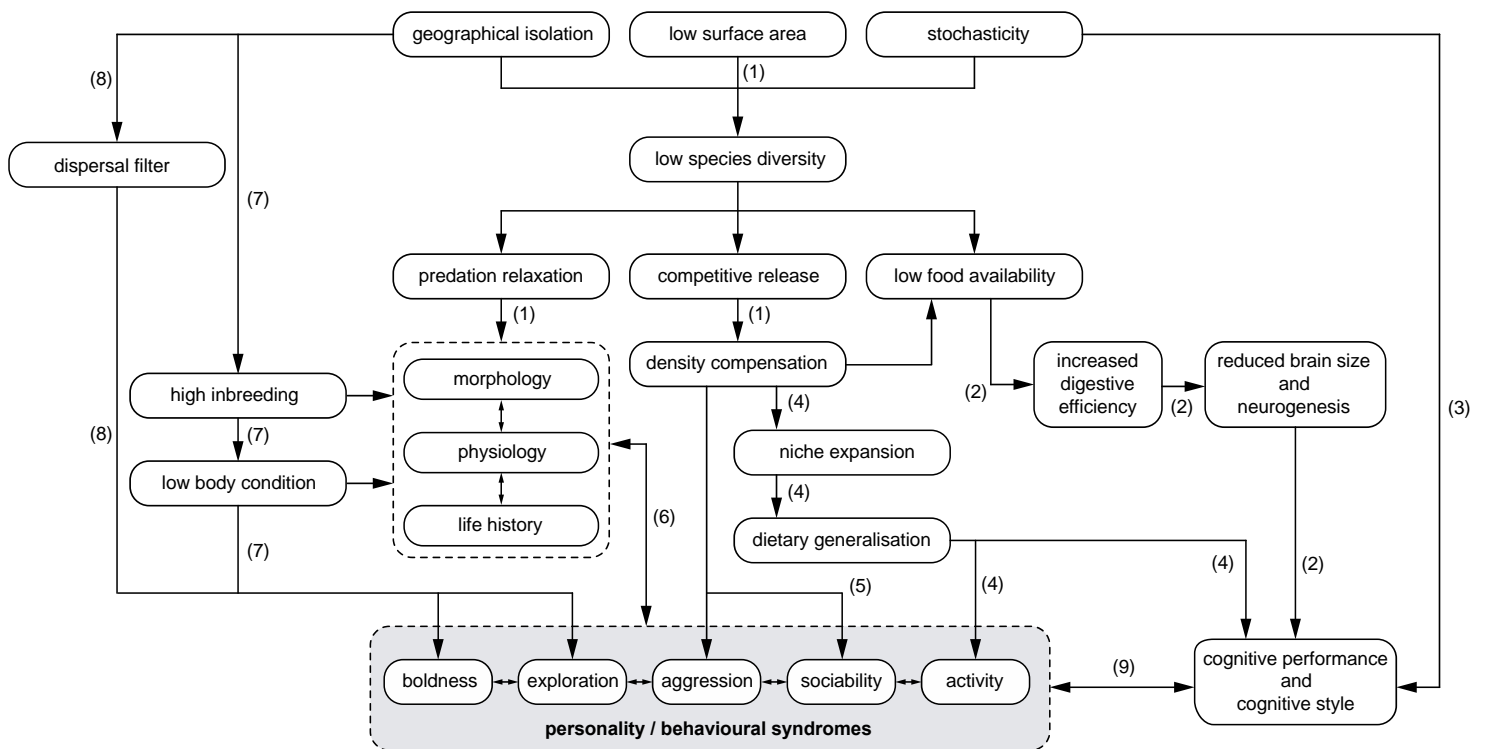 geographical isolation
low surface area
stochasticity
(8)
(1)
dispersal filter
low species diversity
(7)
predation relaxation
competitive release
low food availability
(1)
(1)
morphology
density compensation
increased
digestive
efficiency
reduced brain size
and
neurogenesis
high inbreeding
(2)
(2)
(4)
(3)
(8)
(7)
physiology
niche expansion
low body condition
(4)
(6)
life history
dietary generalisation
(7)
(5)
(4)
(4)
(2)
boldness
exploration
aggression
sociability
activity
(9)
cognitive performance
and
cognitive style
personality / behavioural syndromes